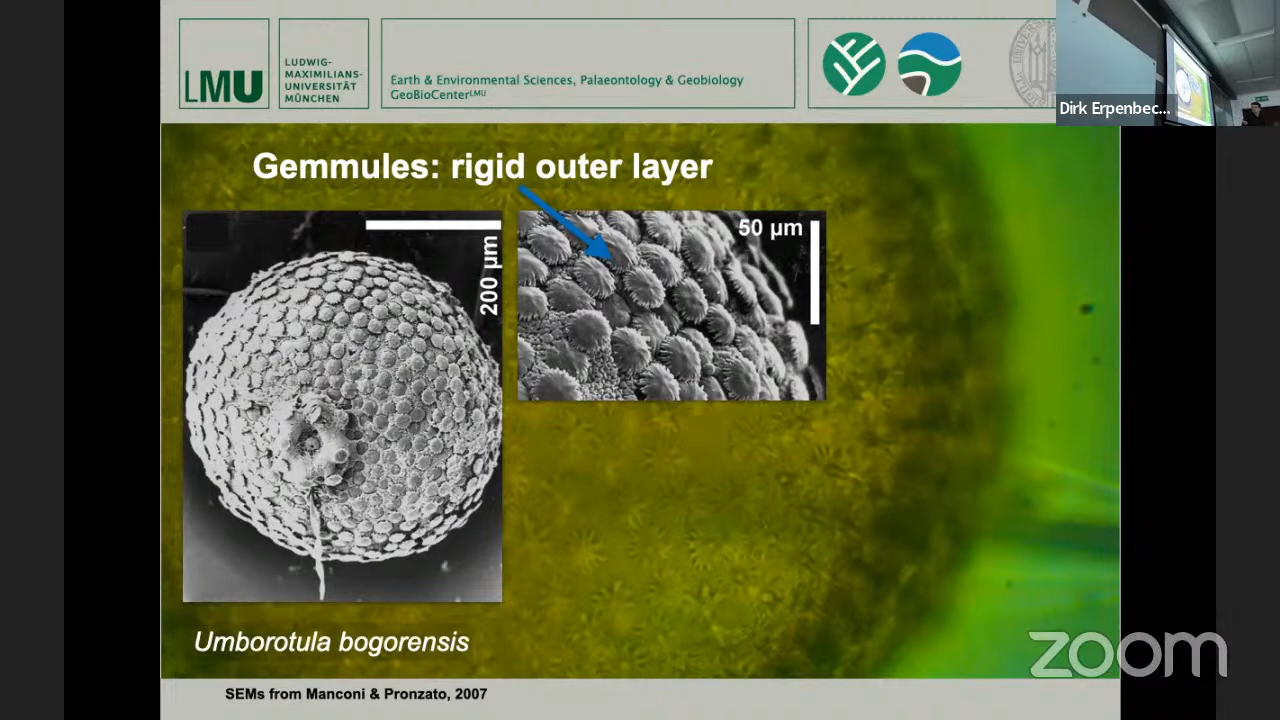 LMU
LUDWIG-
MAXIMILIANS-
UNIVERSITÄT
MÜNCHEN
Earth & Environmental Sciences, Palaeontology & Geobiology
GeoBioCenterLMU
Dirk Erpenbec...
Gemmules: rigid outer layer
200 µm
50 µm
Umborotula bogorensis
zoom
SEMs from Manconi & Pronzato, 2007